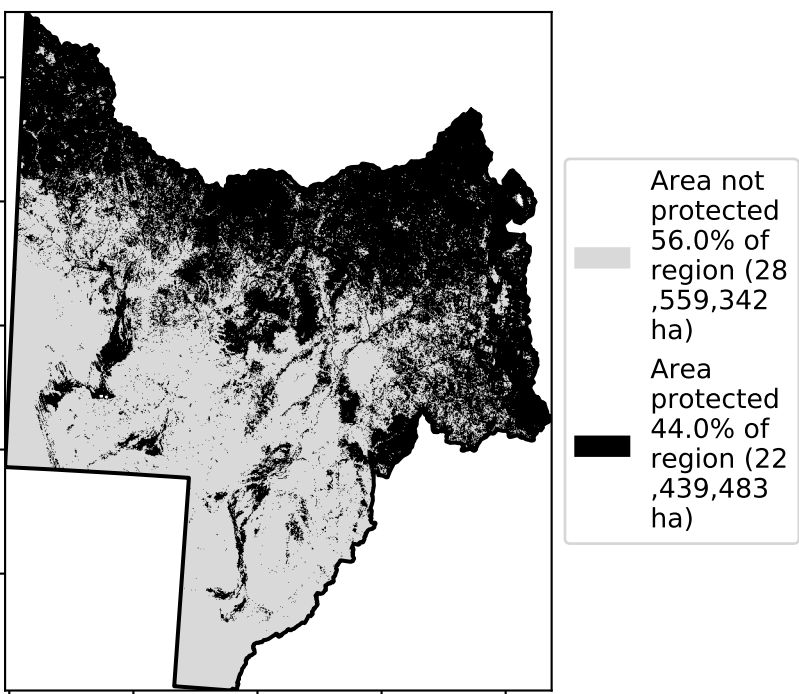 Area not
protected
56.0% of
region (28
,559,342
ha)
Area
protected
44.0% of
region (22
,439,483
ha)